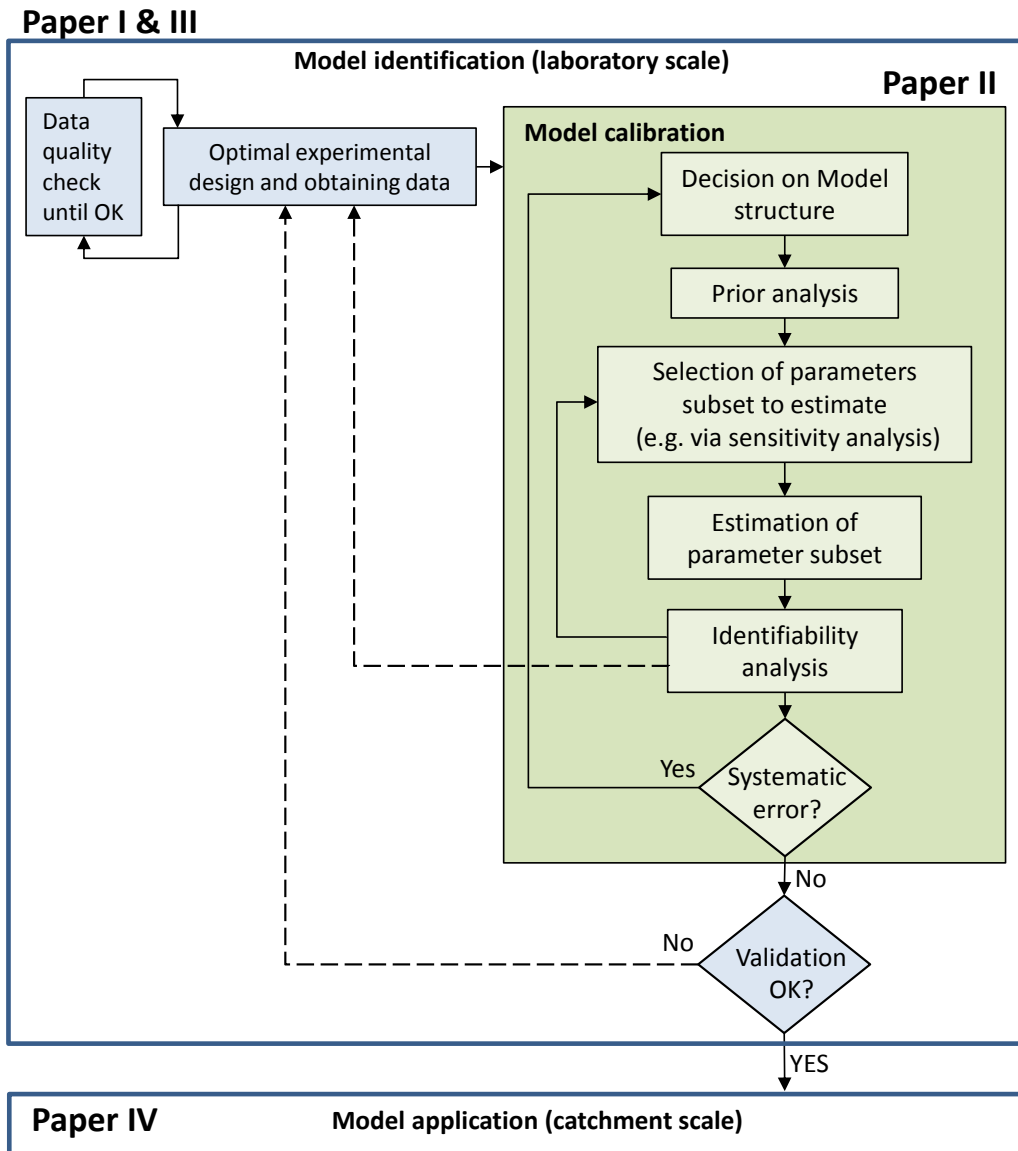 Paper I & III
Model identification (laboratory scale)
Paper II
Data
quality
check
until OK
Optimal experimental
design and obtaining data
Model calibration
Decision on Model
structure
Prior analysis
Selection of parameters
subset to estimate
(e.g. via sensitivity analysis)
Estimation of
parameter subset
Identifiability
analysis
Yes
Systematic
error?
No
No
Validation
OK?
YES
Paper IV
Model application (catchment scale)